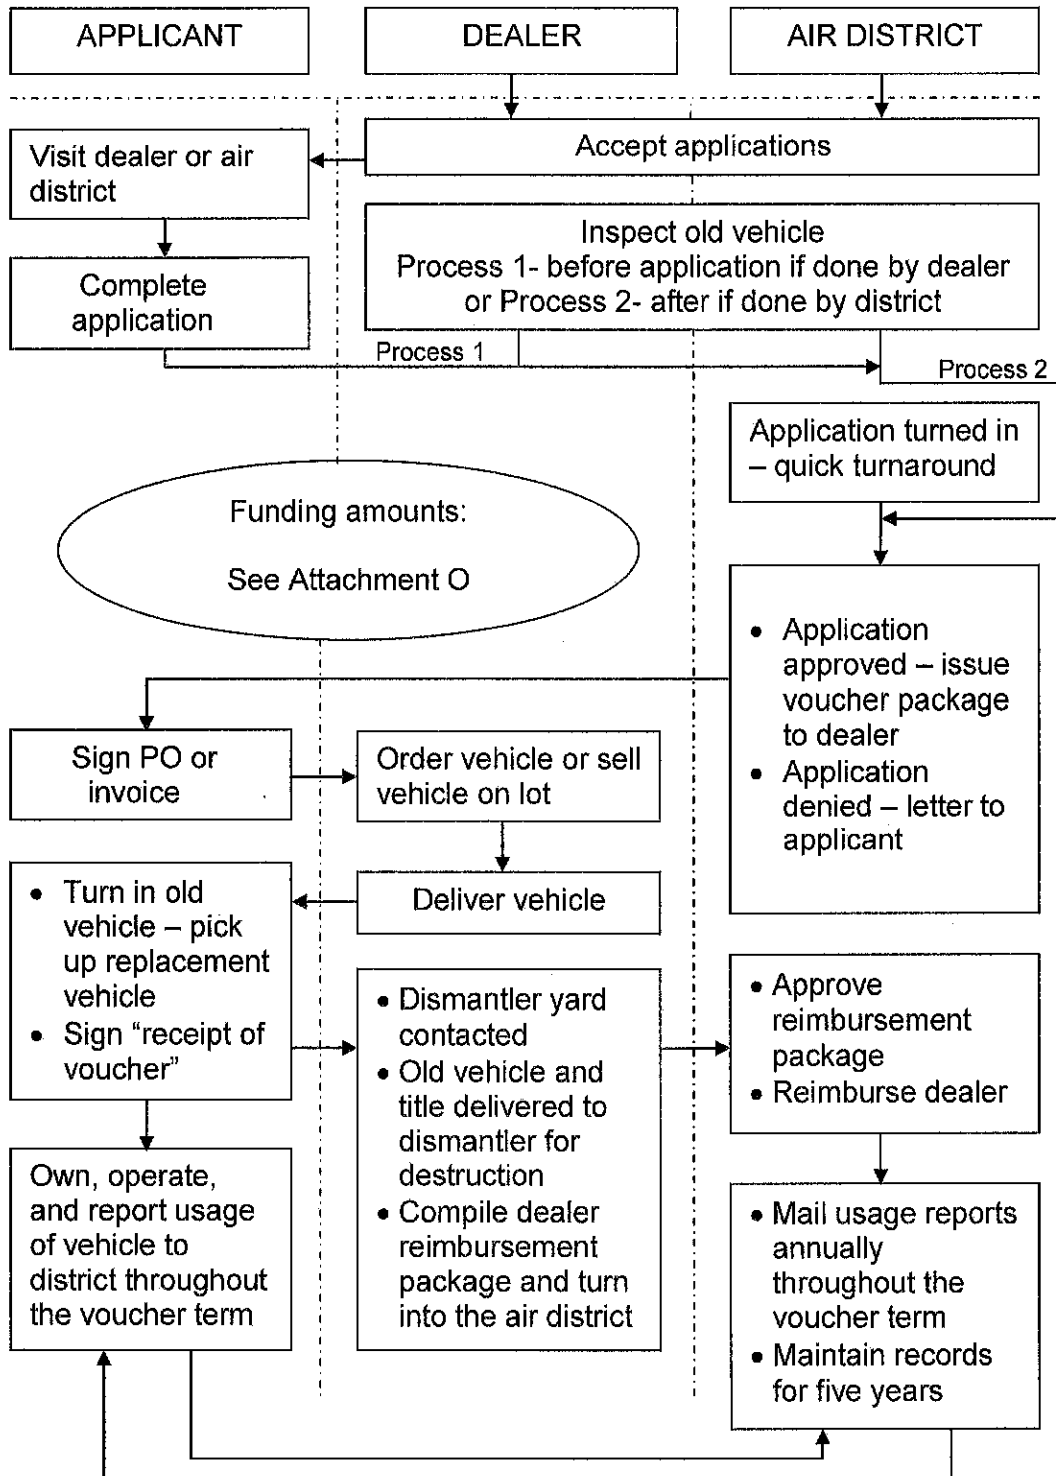 APPLICANT
DEALER
AIR DISTRICT
Accept applications
Visit dealer or air
district
Inspect old vehicle
Process 1- before application if done by dealer
or Process 2- after if done by district
Complete
application
Process 1
Process 2
Application turned in
– quick turnaround
Funding amounts:
See Attachment O
• Application
approved – issue
voucher package
to dealer
• Application
denied – letter to
applicant
Sign PO or
invoice
Order vehicle or sell
vehicle on lot
Deliver vehicle
• Turn in old
vehicle – pick
up replacement
vehicle
• Sign “receipt of
voucher”
• Dismantler yard
contacted
• Old vehicle and
title delivered to
dismantler for
destruction
• Compile dealer
reimbursement
package and turn
into the air district
• Approve
reimbursement
package
• Reimburse dealer
Own, operate,
and report usage
of vehicle to
district throughout
the voucher term
• Mail usage reports
annually
throughout the
voucher term
• Maintain records
for five years